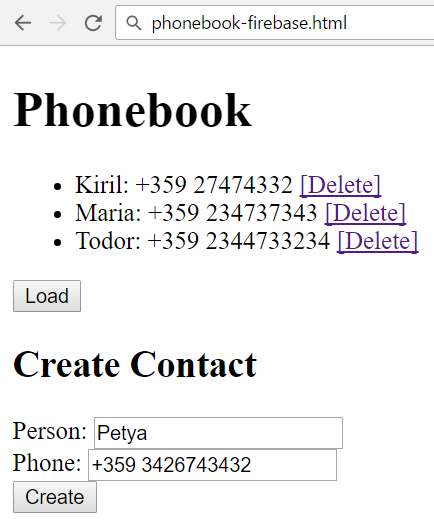 phonebook-firebase.html
Phonebook
Kiril: +359 27474332 [Delete]
Maria: +359 234737343 [Delete]
Todor: +359 2344733234 [Delete]
Load
Create Contact
Person: Petya
Phone: +359 3426743432
Create